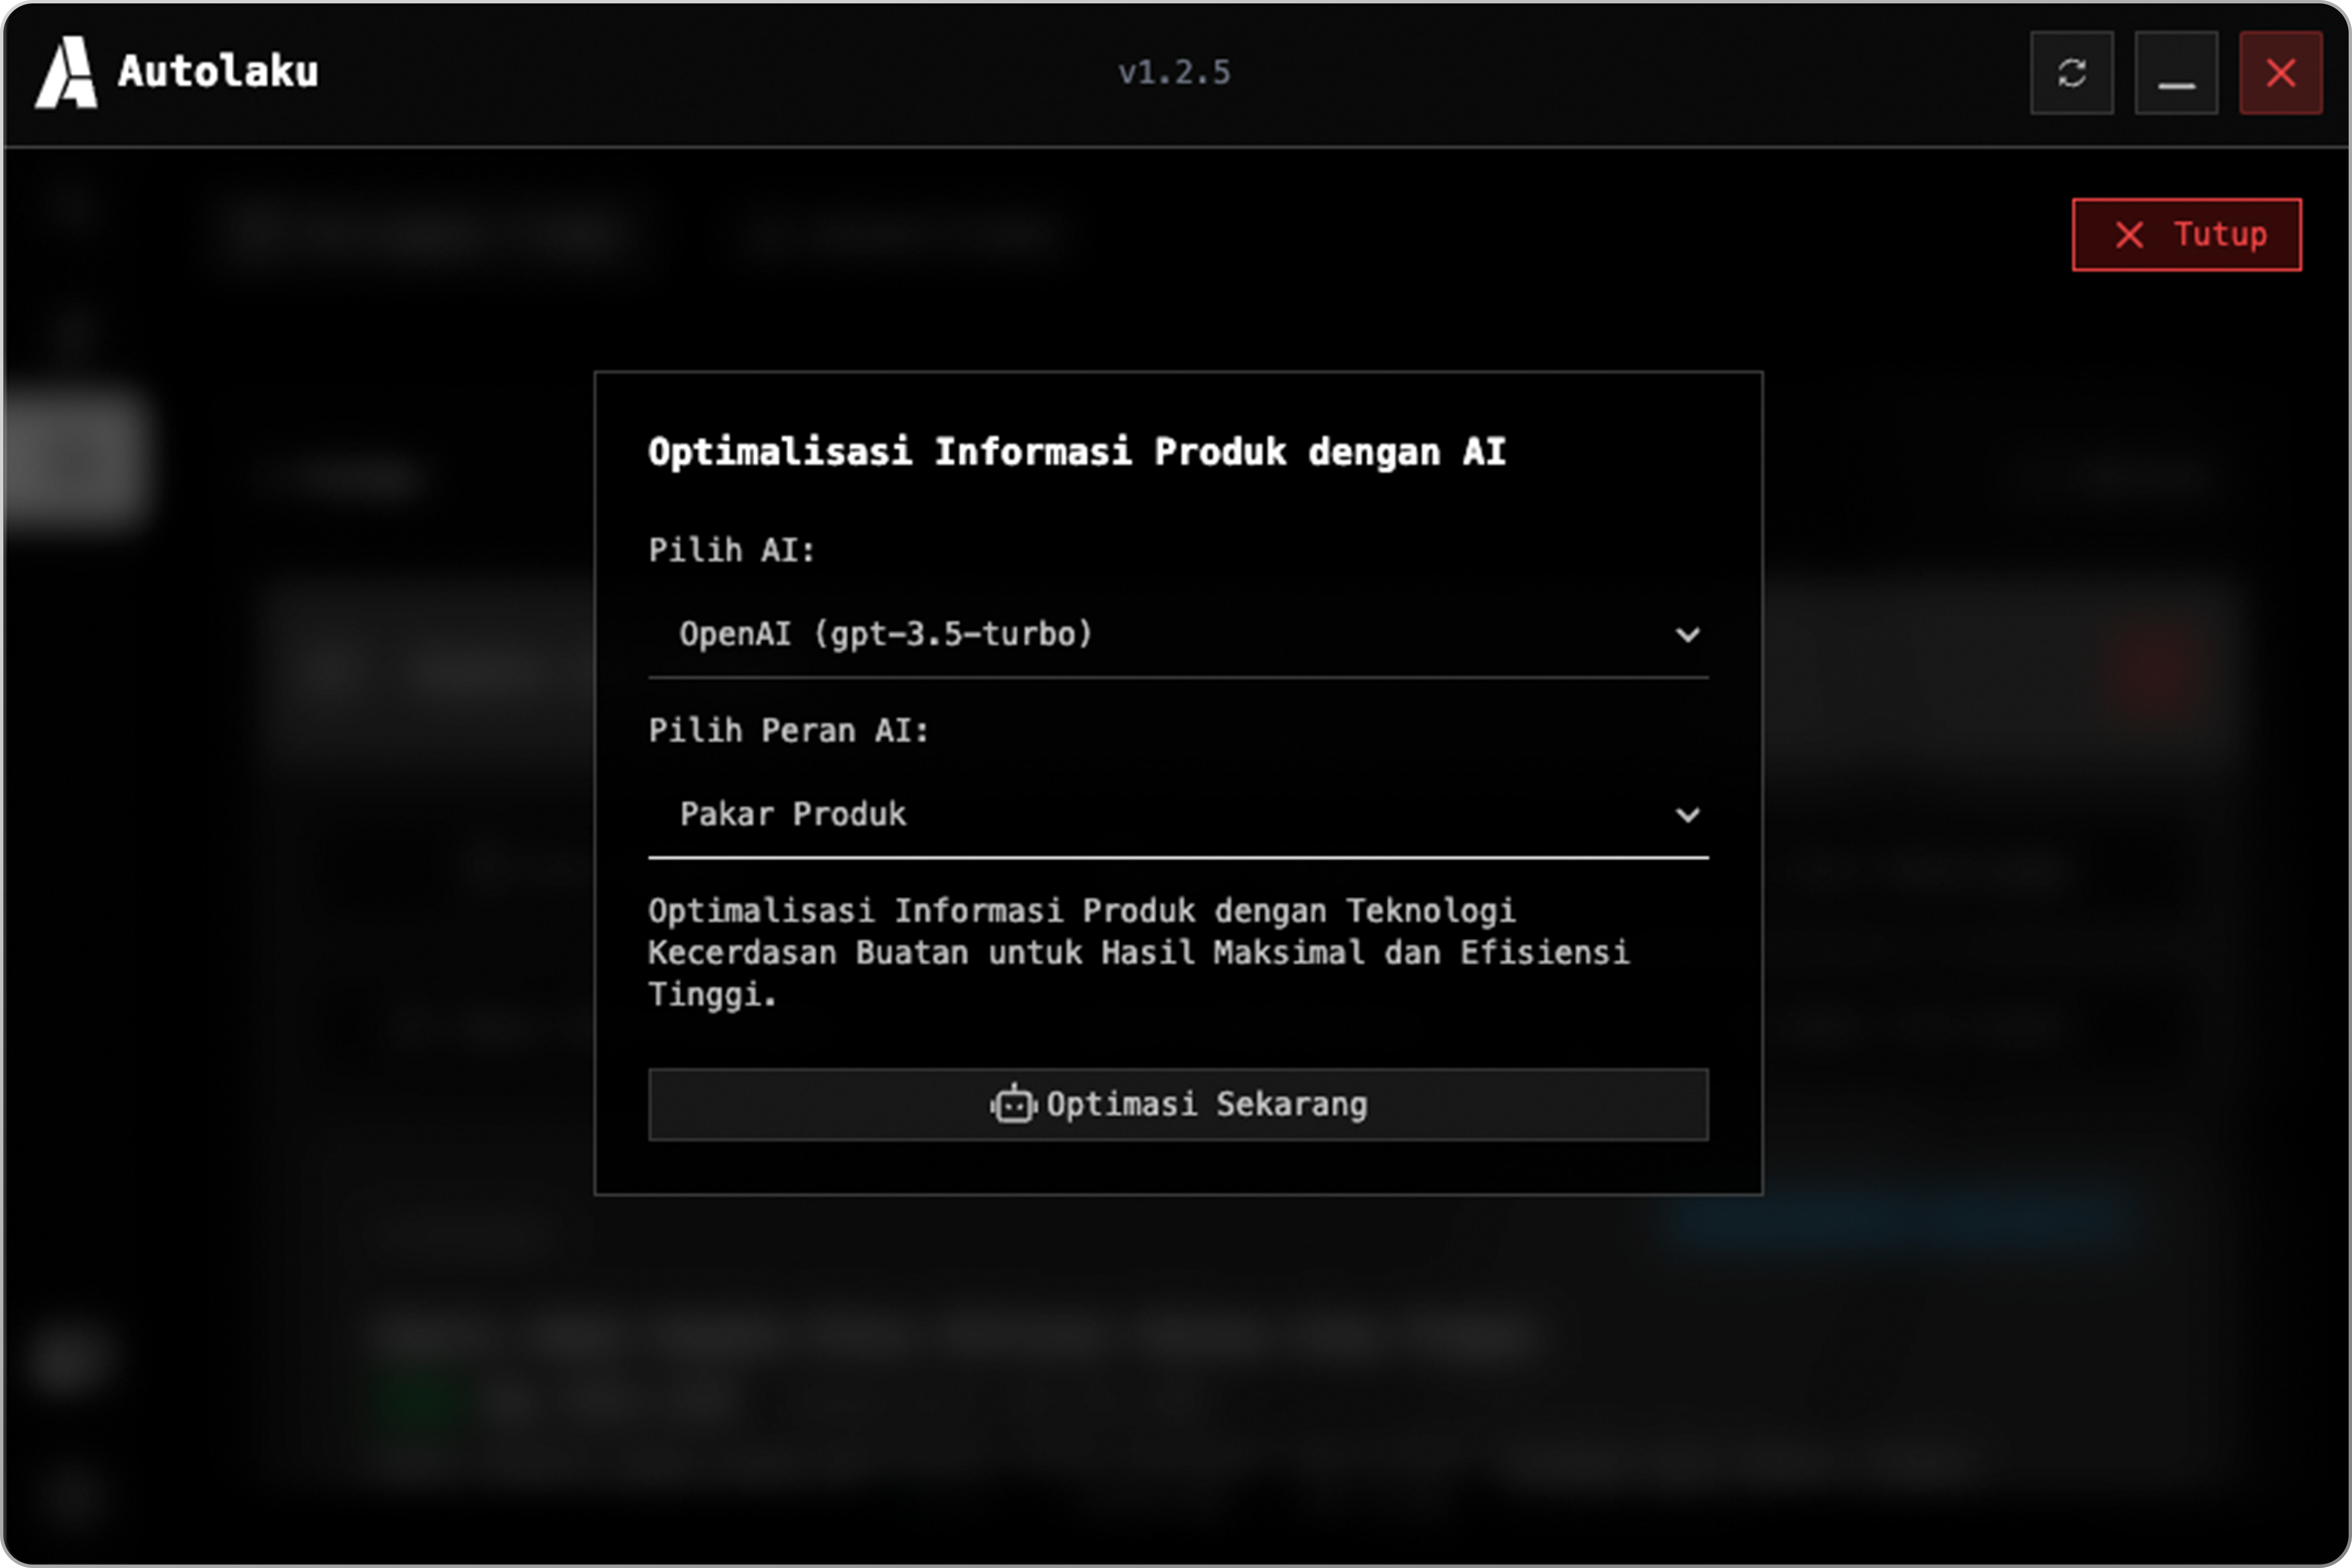 Autolaku
v1.2.5
Tutup
Optimalisasi Informasi Produk dengan AI
Pilih AI:
OpenAI (gpt-3.5-turbo)
Pilih Peran AI:
Pakar Produk
Optimalisasi Informasi Produk dengan Teknologi
Kecerdasan Buatan untuk Hasil Maksimal dan Efisiensi
Tinggi.
Optimasi Sekarang